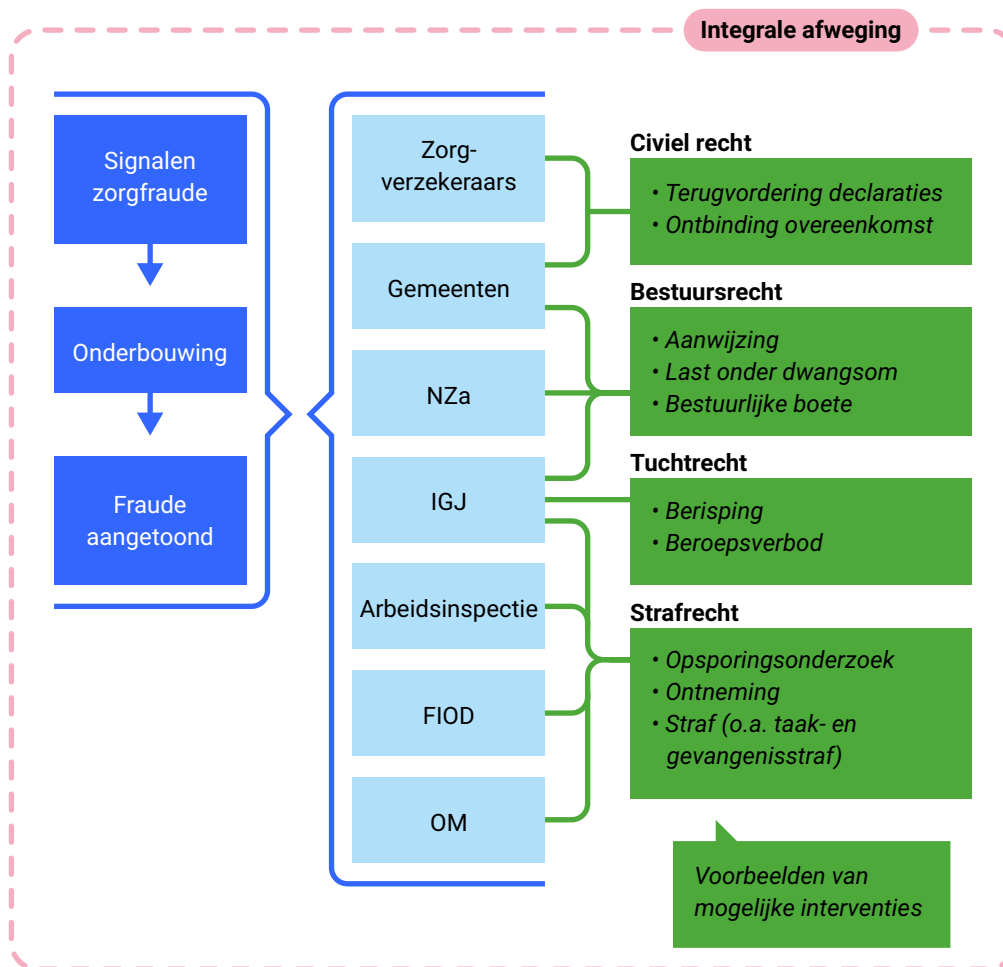 Integrale afweging
Signalen
zorgfraude
Onderbouwing
Fraude
aangetoond
Zorg-
verzekeraars
Gemeenten
NZa
IGJ
Arbeidsinspectie
FIOD
OM
Civiel recht
• Terugvordering declaraties
• Ontbinding overeenkomst
Bestuursrecht
• Aanwijzing
• Last onder dwangsom
• Bestuurlijke boete
Tuchtrecht
• Berisping
• Beroepsverbod
Strafrecht
• Opsporingsonderzoek
• Ontneming
• Straf (o.a. taak- en
gevangenisstraf)
Voorbeelden van
mogelijke interventies